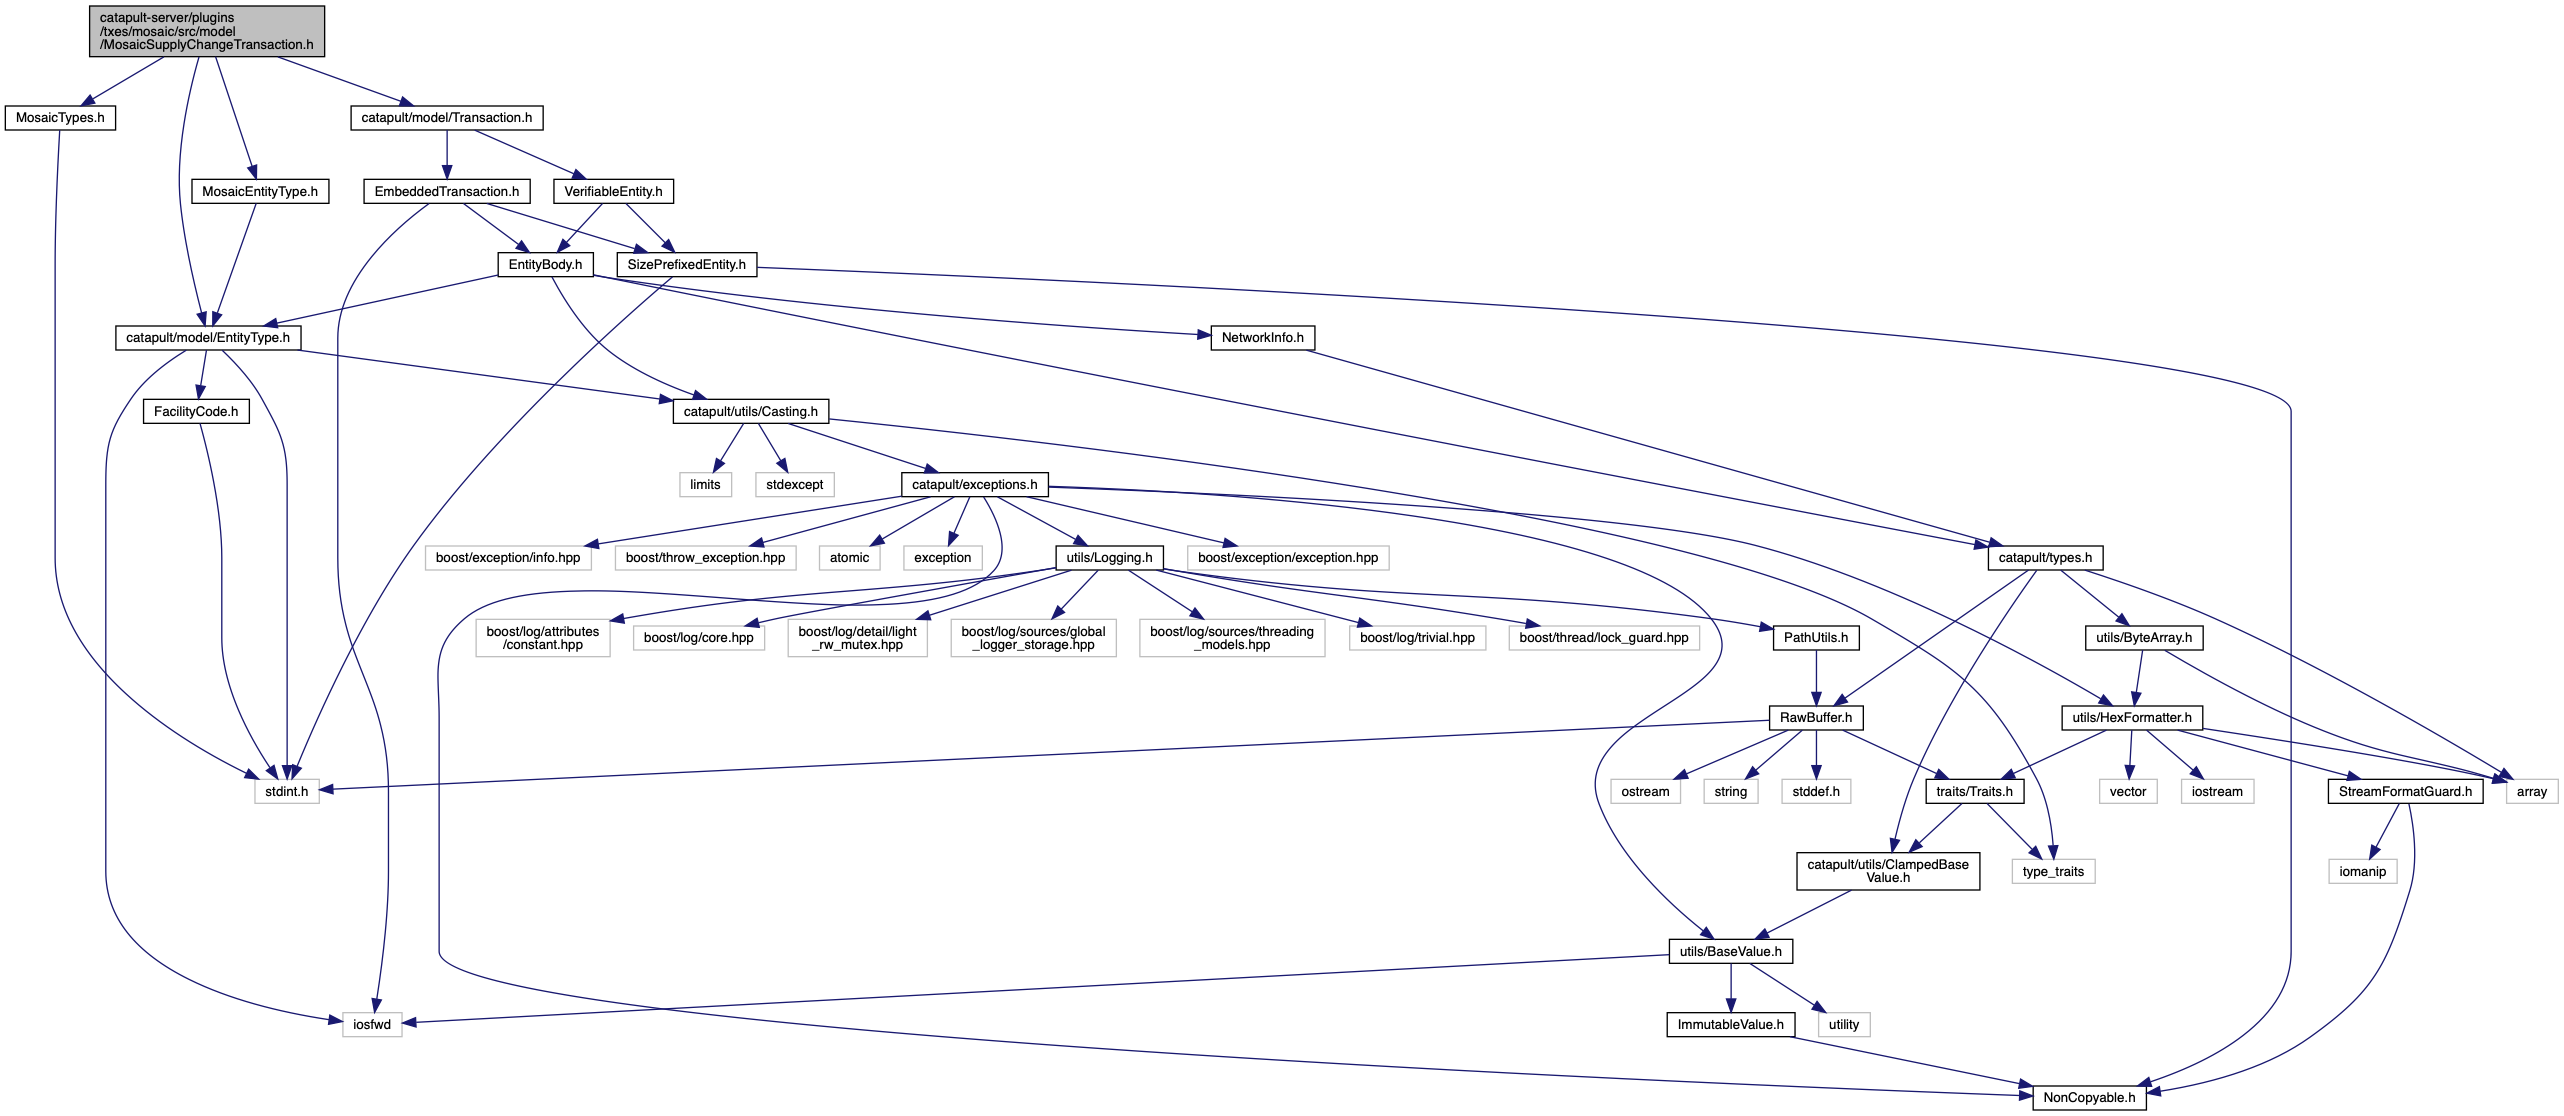 catapult-server/plugins
/txes/mosaic/src/model
/MosaicSupplyChangeTransaction.h
MosaicTypes.h
catapult/model/Transaction.h
MosaicEntityType.h
EmbeddedTransaction.h
VerifiableEntity.h
EntityBody.h
SizePrefixedEntity.h
catapult/model/EntityType.h
NetworkInfo.h
FacilityCode.h
catapult/utils/Casting.h
limits
stdexcept
catapult/exceptions.h
boost/exception/info.hpp
boost/throw_exception.hpp
atomic
exception
utils/Logging.h
boost/exception/exception.hpp
catapult/types.h
boost/log/attributes
/constant.hpp
boost/log/core.hpp
boost/log/detail/light
_rw_mutex.hpp
boost/log/sources/global
_logger_storage.hpp
boost/log/sources/threading
_models.hpp
boost/log/trivial.hpp
boost/thread/lock_guard.hpp
PathUtils.h
utils/ByteArray.h
RawBuffer.h
utils/HexFormatter.h
stdint.h
ostream
string
stddef.h
traits/Traits.h
vector
iostream
StreamFormatGuard.h
array
catapult/utils/ClampedBase
Value.h
type_traits
iomanip
utils/BaseValue.h
iosfwd
ImmutableValue.h
utility
NonCopyable.h